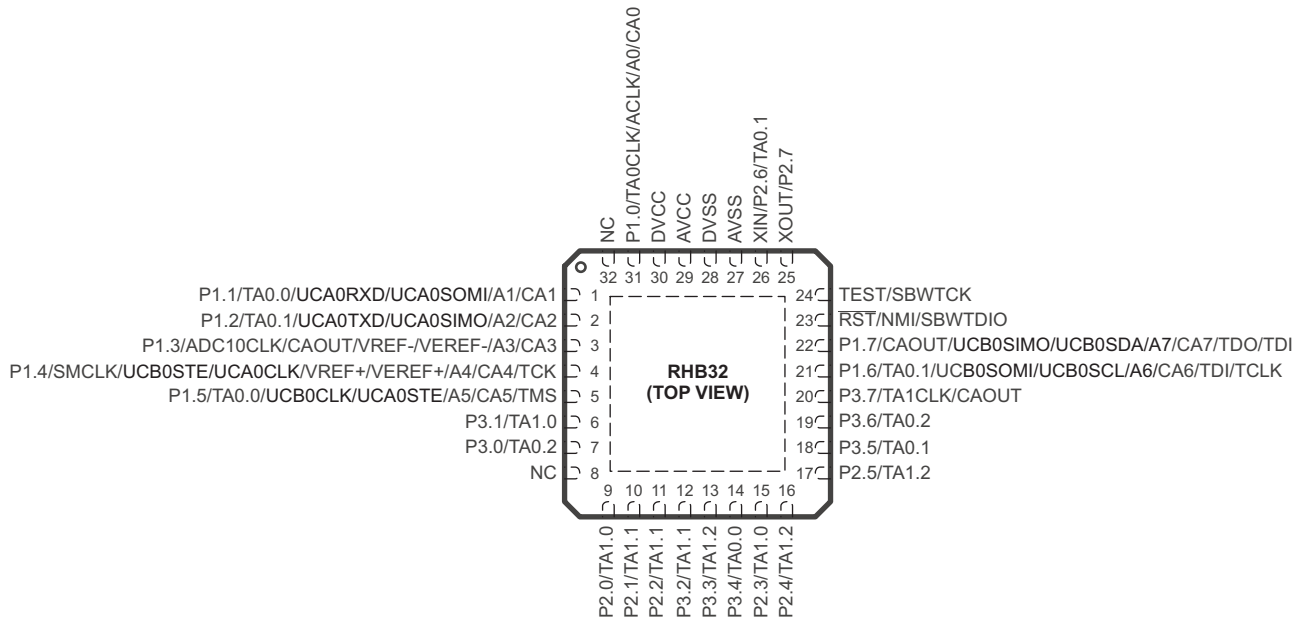 P1.0/TA0CLK/ACLK/A0/CA0
NC
DVCC
AVCC
DVSS
AVSS
XIN/P2.6/TA0.1
XOUT/P2.7
32 31 30 29 28 27 26 25
P1.1/TA0.0/UCA0RXD/UCA0SOMI/A1/CA1 1
P1.2/TA0.1/UCA0TXD/UCA0SIMO/A2/CA2 2
P1.3/ADC10CLK/CAOUT/VREF-/VEREF-/A3/CA3 3
P1.4/SMCLK/UCB0STE/UCA0CLK/VREF+/VEREF+/A4/CA4/TCK 4
P1.5/TA0.0/UCB0CLK/UCA0STE/A5/CA5/TMS 5
P3.1/TA1.0 6
P3.0/TA0.2 7
NC 8
RHB32
(TOP VIEW)
24 TEST/SBWTCK
23 RST/NMI/SBWTDIO
22 P1.7/CAOUT/UCB0SIMO/UCB0SDA/A7/CA7/TDO/TDI
21 P1.6/TA0.1/UCB0SOMI/UCB0SCL/A6/CA6/TDI/TCLK
20 P3.7/TA1CLK/CAOUT
19 P3.6/TA0.2
18 P3.5/TA0.1
17 P2.5/TA1.2
9 10 11 12 13 14 15 16
P2.0/TA1.0
P2.1/TA1.1
P2.2/TA1.1
P3.2/TA1.1
P3.3/TA1.2
P3.4/TA0.0
P2.3/TA1.0
P2.4/TA1.2